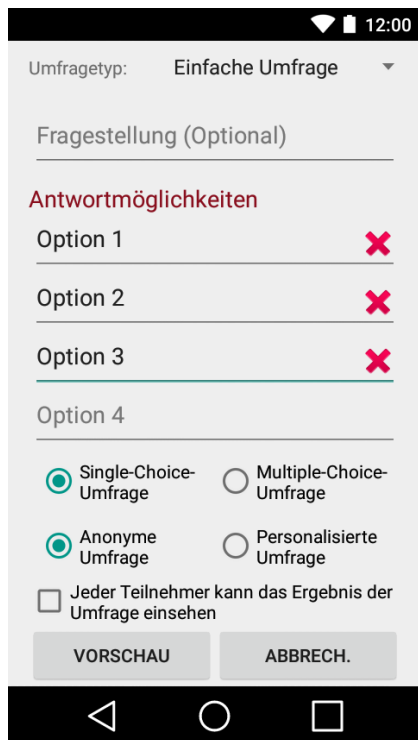 12:00
Umfragetyp: Einfache Umfrage
Fragestellung (Optional)
Antwortmöglichkeiten
Option 1
Option 2
Option 3
Option 4
Single-Choice-
Umfrage
Multiple-Choice-
Umfrage
Anonyme
Umfrage
Personalisierte
Umfrage
Jeder Teilnehmer kann das Ergebnis der
Umfrage einsehen
VORSCHAU
ABBRECH.